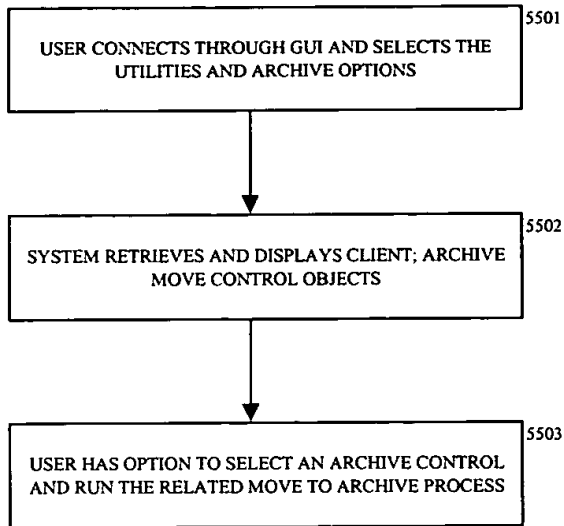 5501
USER CONNECTS THROUGH GUI AND SELECTS THE
UTILITIES AND ARCHIVE OPTIONS
5502
SYSTEM RETRIEVES AND DISPLAYS CLIENT; ARCHIVE
MOVE CONTROL OBJECTS
5503
USER HAS OPTION TO SELECT AN ARCHIVE CONTROL
AND RUN THE RELATED MOVE TO ARCHIVE PROCESS